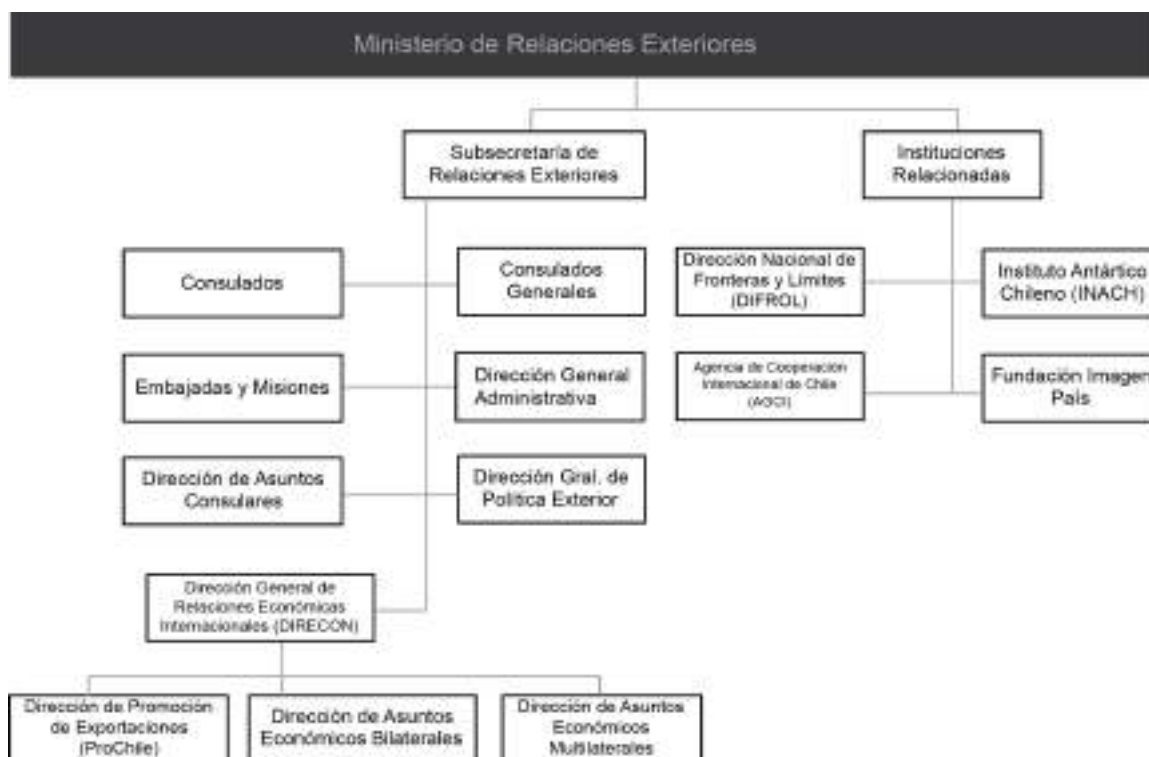 Ministerio de Relaciones Exteriores
Subsecretaría de
Relaciones Exteriores
Instituciones
Relacionadas
Consulados
Consulados
Generales
Dirección Nacional de
Fronteras y Límites
(DIFROL)
Instituto Antártico
Chileno (INACH)
Embajadas y Misiones
Dirección General
Administrativa
Agencia de Cooperación
Internacional de Chile
(AGCI)
Fundación Imagen
País
Dirección de Asuntos
Consulares
Dirección Gral. de
Política Exterior
Dirección General de
Relaciones Económicas
Internacionales (DIRECON)
Dirección de Promoción
de Exportaciones
(ProChile)
Dirección de Asuntos
Económicos Bilaterales
Dirección de Asuntos
Económicos
Multilaterales